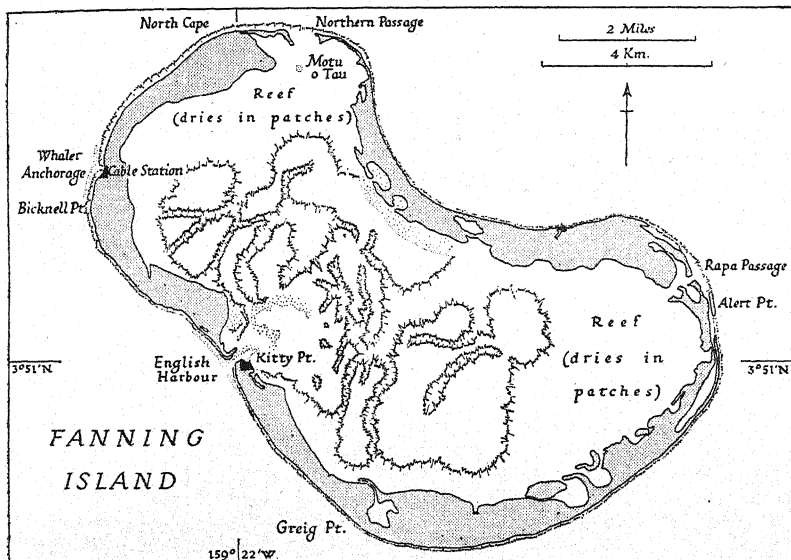 North Cape
Northern Passage
2 Miles
4 Km.
Motu
o Tau
Reef
(dries in patches)
Whaler
Anchorage
Cable Station
Bicknell Pt.
Rapa Passage
Alert Pt.
Reef
(dries in
patches)
English
Harbour
Kitty Pt.
3°51'N
3°51'N
FANNING
ISLAND
Greig Pt.
159° 22'W.